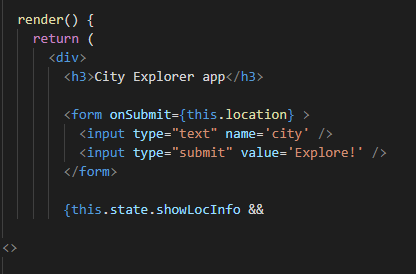 render() {
return (
<div>
<h3>City Explorer app</h3>
<form onSubmit={this.location} >
<input type="text" name='city' />
<input type="submit" value='Explore!' />
</form>
{this.state.showLocInfo &&
<>